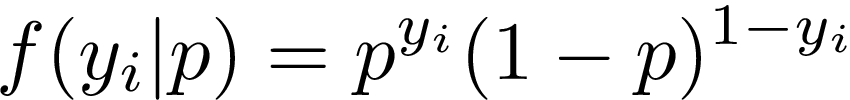 f(y_i|p) = p^{y_i}(1 − p)^{1−y_i}